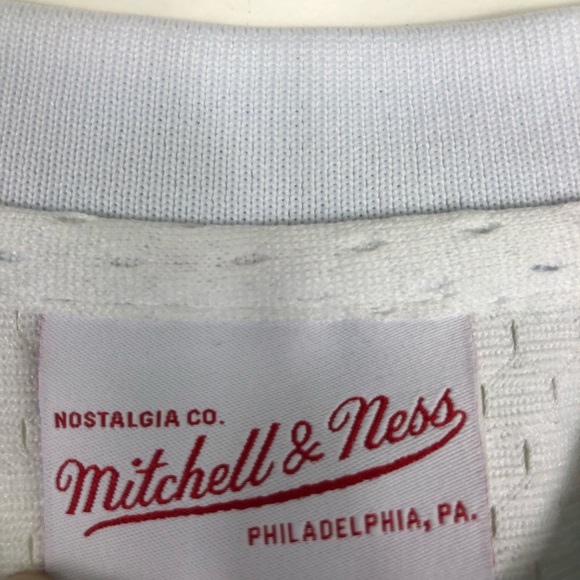 NOSTALGIA CO.
Mitchell & Ness
PHILADELPHIA, PA.